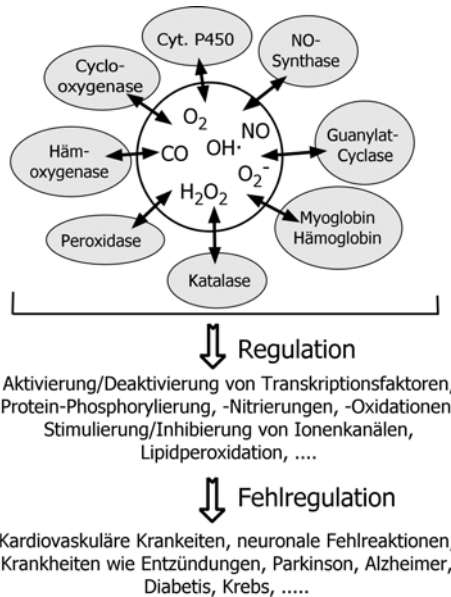 Cyt. P450
NO-
Synthase
Cyclo-
oxygenase
O₂
NO
Guanylat-
Cyclase
Häm-
oxygenase
CO
OH·
O₂⁻
H₂O₂
Myoglobin
Hämoglobin
Peroxidase
Katalase
Regulation
Aktivierung/Deaktivierung von Transkriptionsfaktoren,
Protein-Phosphorylierung, -Nitrierungen, -Oxidationen
Stimulierung/Inhibierung von Ionenkanälen,
Lipidperoxidation, ....
Fehlregulation
Kardiovaskuläre Krankeiten, neuronale Fehlreaktionen,
Krankheiten wie Entzündungen, Parkinson, Alzheimer,
Diabetis, Krebs, .....